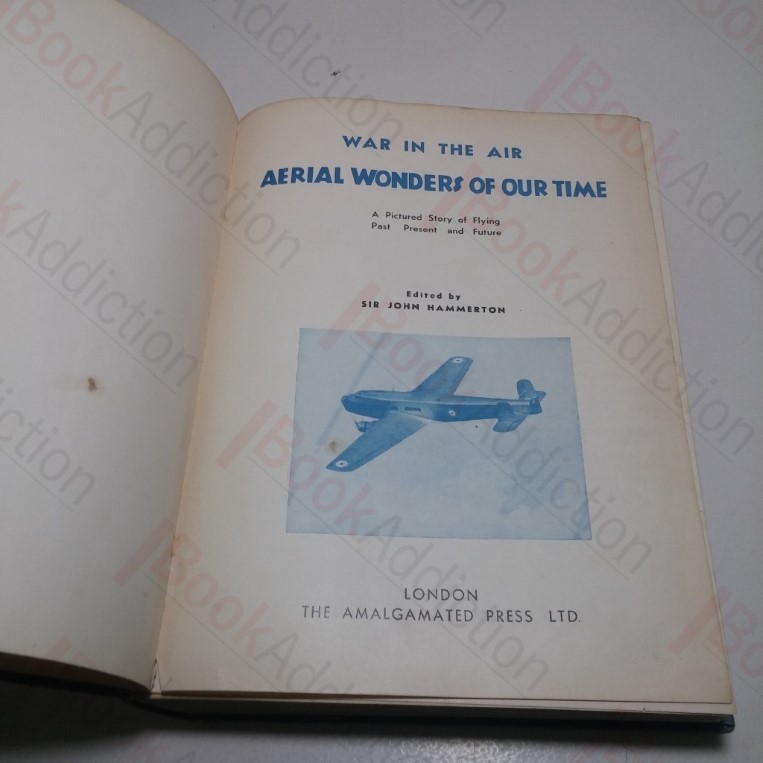 WAR IN THE AIR
AERIAL WONDERS OF OUR TIME
A Pictured Story of Flying
Past Present and Future
Edited by
SIR JOHN HAMMERTON
LONDON
THE AMALGAMATED PRESS LTD.
BookAddiction